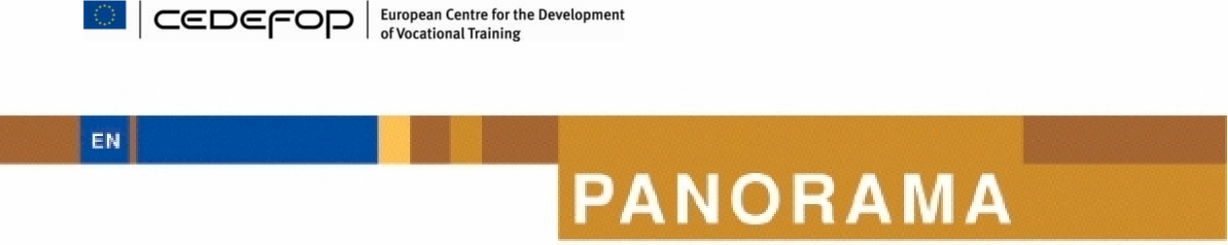 CEDEFOP
European Centre for the Development
of Vocational Training
EN
PANORAMA